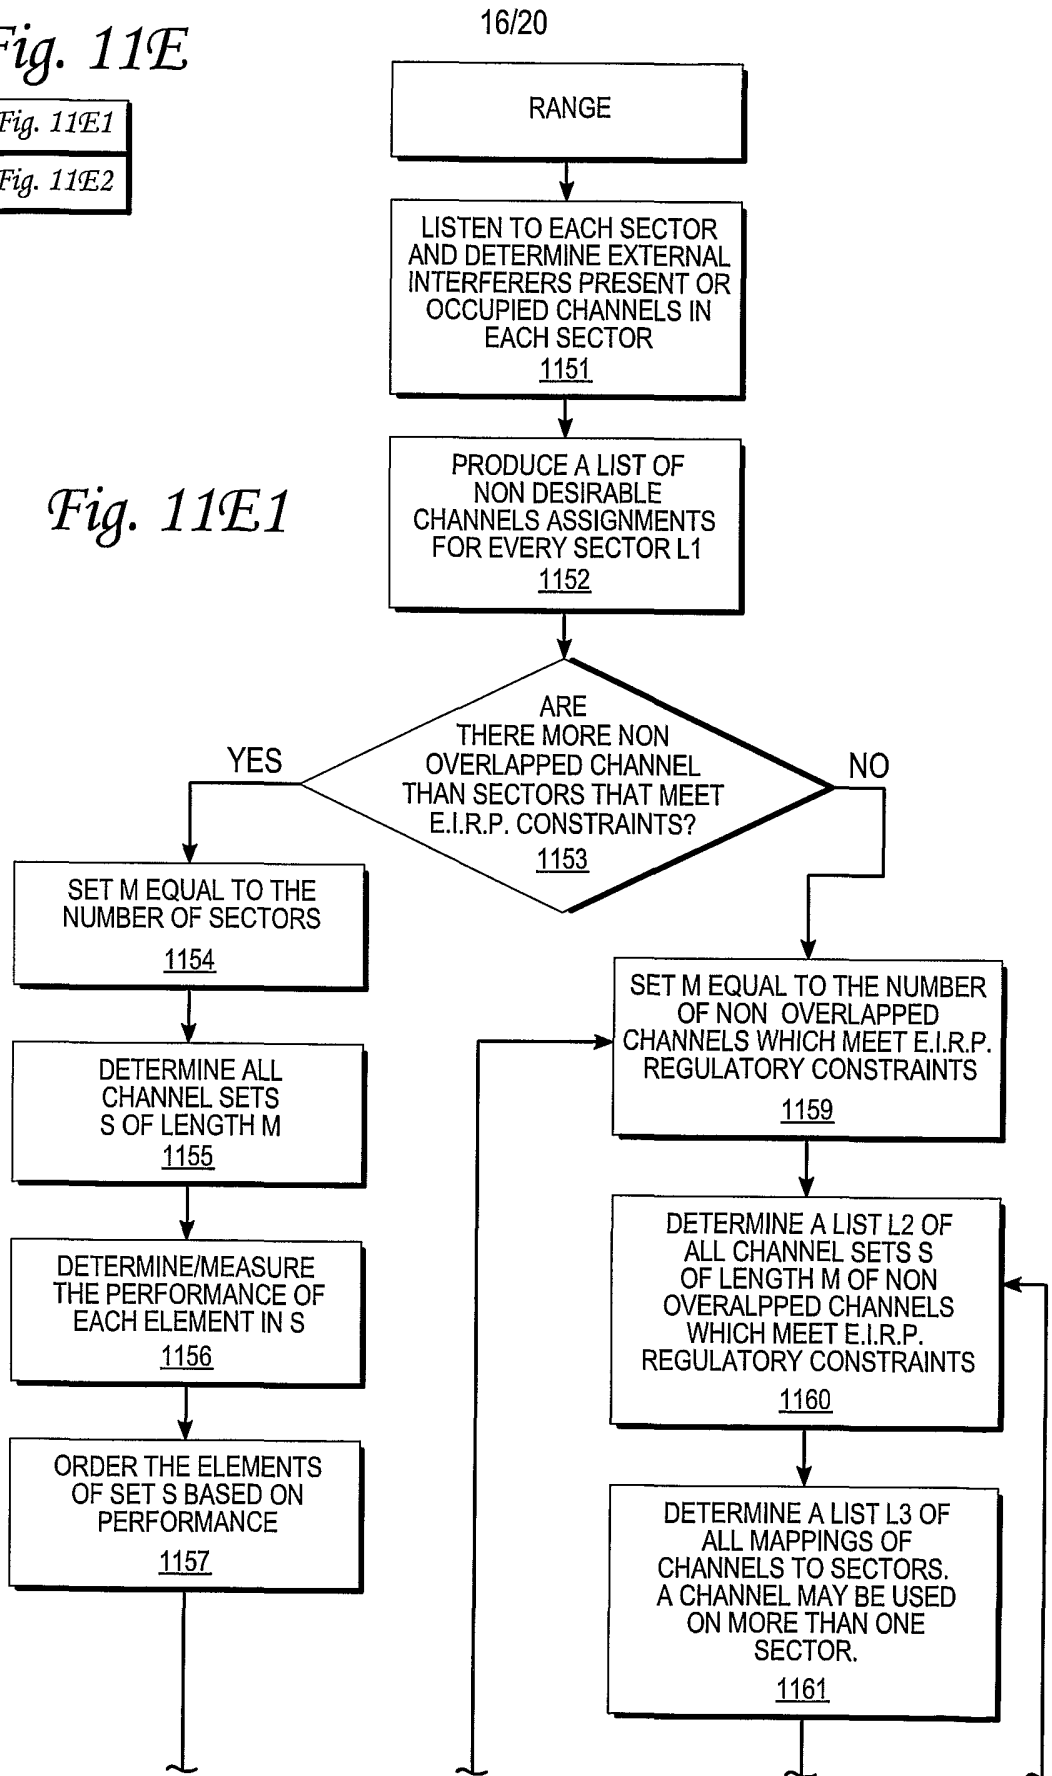 16/20
Fig. 11E
Fig. 11E1
Fig. 11E2
Fig. 11E1
RANGE
LISTEN TO EACH SECTOR
AND DETERMINE EXTERNAL
INTERFERERS PRESENT OR
OCCUPIED CHANNELS IN
EACH SECTOR
1151
PRODUCE A LIST OF
NON DESIRABLE
CHANNELS ASSIGNMENTS
FOR EVERY SECTOR L1
1152
ARE
THERE MORE NON
OVERLAPPED CHANNEL
THAN SECTORS THAT MEET
E.I.R.P. CONSTRAINTS?
1153
YES
NO
SET M EQUAL TO THE
NUMBER OF SECTORS
1154
DETERMINE ALL
CHANNEL SETS
S OF LENGTH M
1155
DETERMINE/MEASURE
THE PERFORMANCE OF
EACH ELEMENT IN S
1156
ORDER THE ELEMENTS
OF SET S BASED ON
PERFORMANCE
1157
SET M EQUAL TO THE NUMBER
OF NON OVERLAPPED
CHANNELS WHICH MEET E.I.R.P.
REGULATORY CONSTRAINTS
1159
DETERMINE A LIST L2 OF
ALL CHANNEL SETS S
OF LENGTH M OF NON
OVERALPPED CHANNELS
WHICH MEET E.I.R.P.
REGULATORY CONSTRAINTS
1160
DETERMINE A LIST L3 OF
ALL MAPPINGS OF
CHANNELS TO SECTORS.
A CHANNEL MAY BE USED
ON MORE THAN ONE
SECTOR.
1161